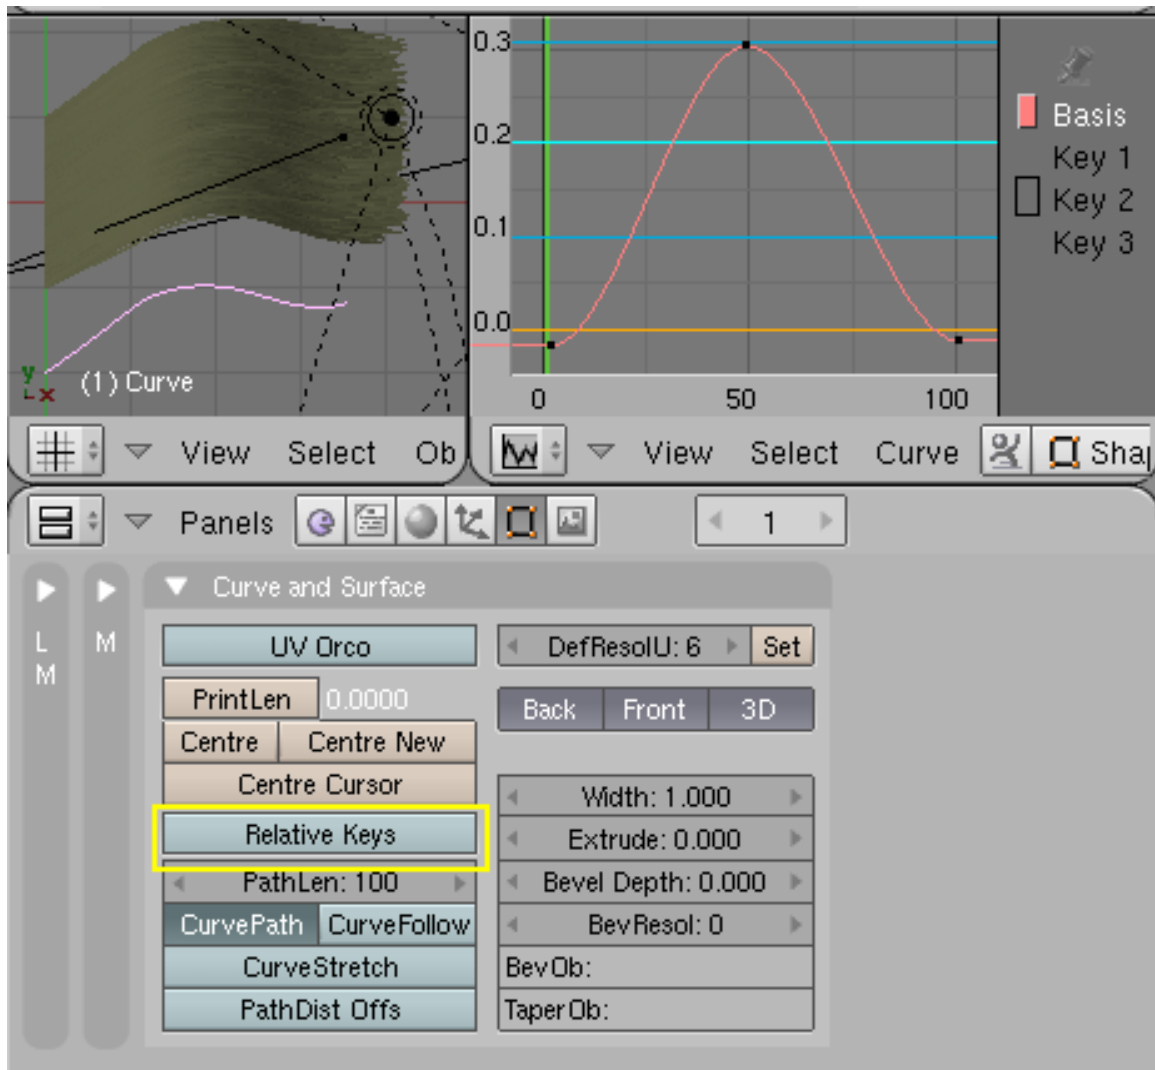 0.3
0.2
0.1
0.0
0 50 100
Basis
Key 1
Key 2
Key 3
y
x
(1) Curve
View Select Ob
View Select Curve Sha
Panels 1
L
M
M
Curve and Surface
UV Orco
PrintLen 0.0000
Centre Centre New
Centre Cursor
Relative Keys
PathLen: 100
CurvePath CurveFollow
CurveStretch
PathDist Offs
DefResolU: 6 Set
Back Front 3D
Width: 1.000
Extrude: 0.000
Bevel Depth: 0.000
BevResol: 0
BevOb:
TaperOb: